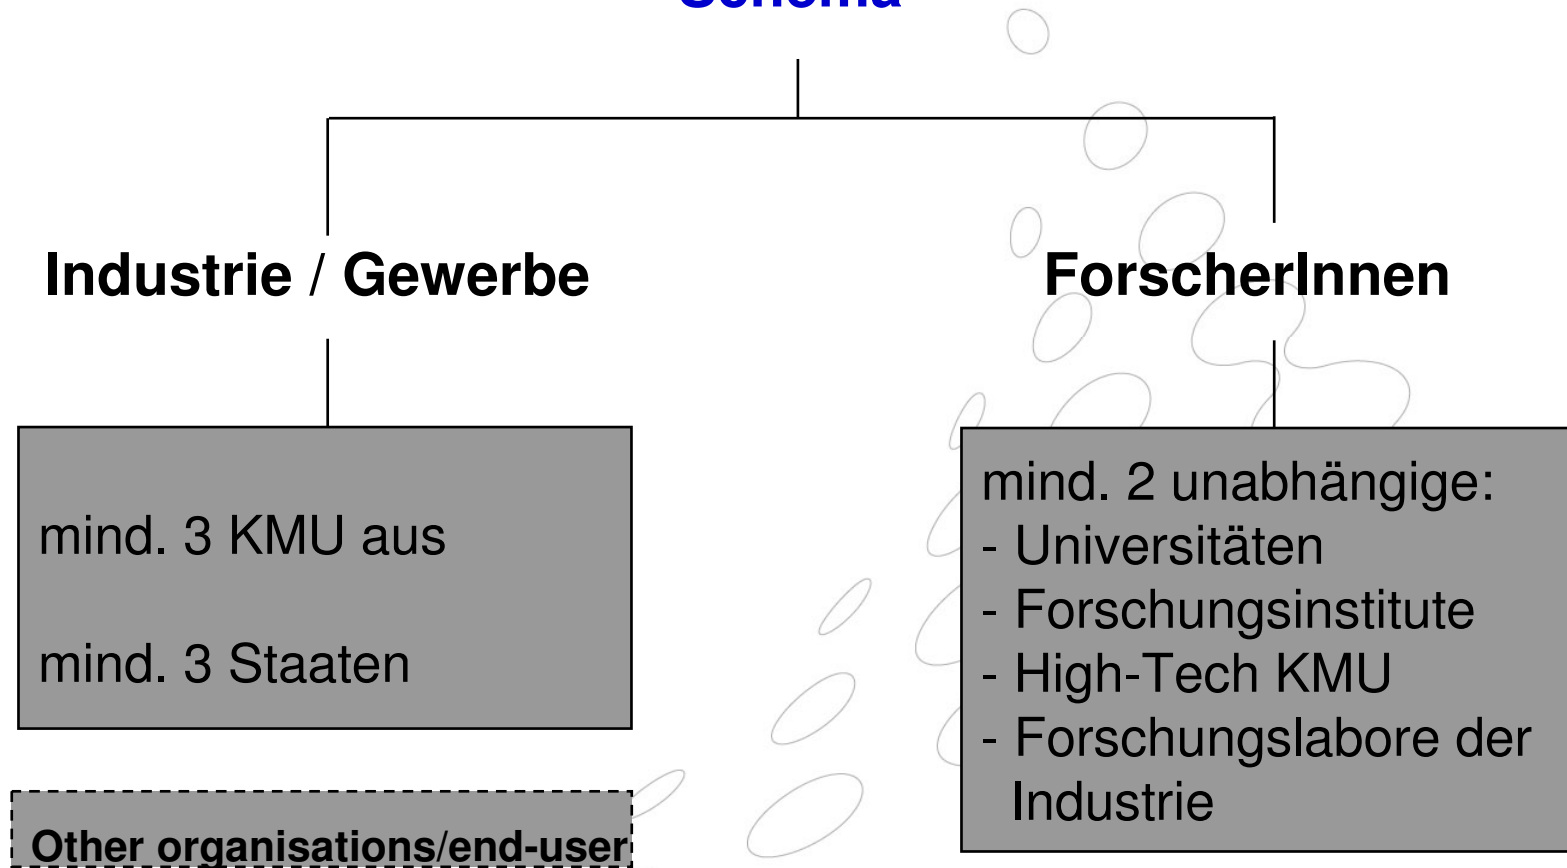 Schema
Industrie / Gewerbe
ForscherInnen
mind. 3 KMU aus
mind. 3 Staaten
mind. 2 unabhängige:
- Universitäten
- Forschungsinstitute
- High-Tech KMU
- Forschungslabore der
Industrie
Other organisations/end-user